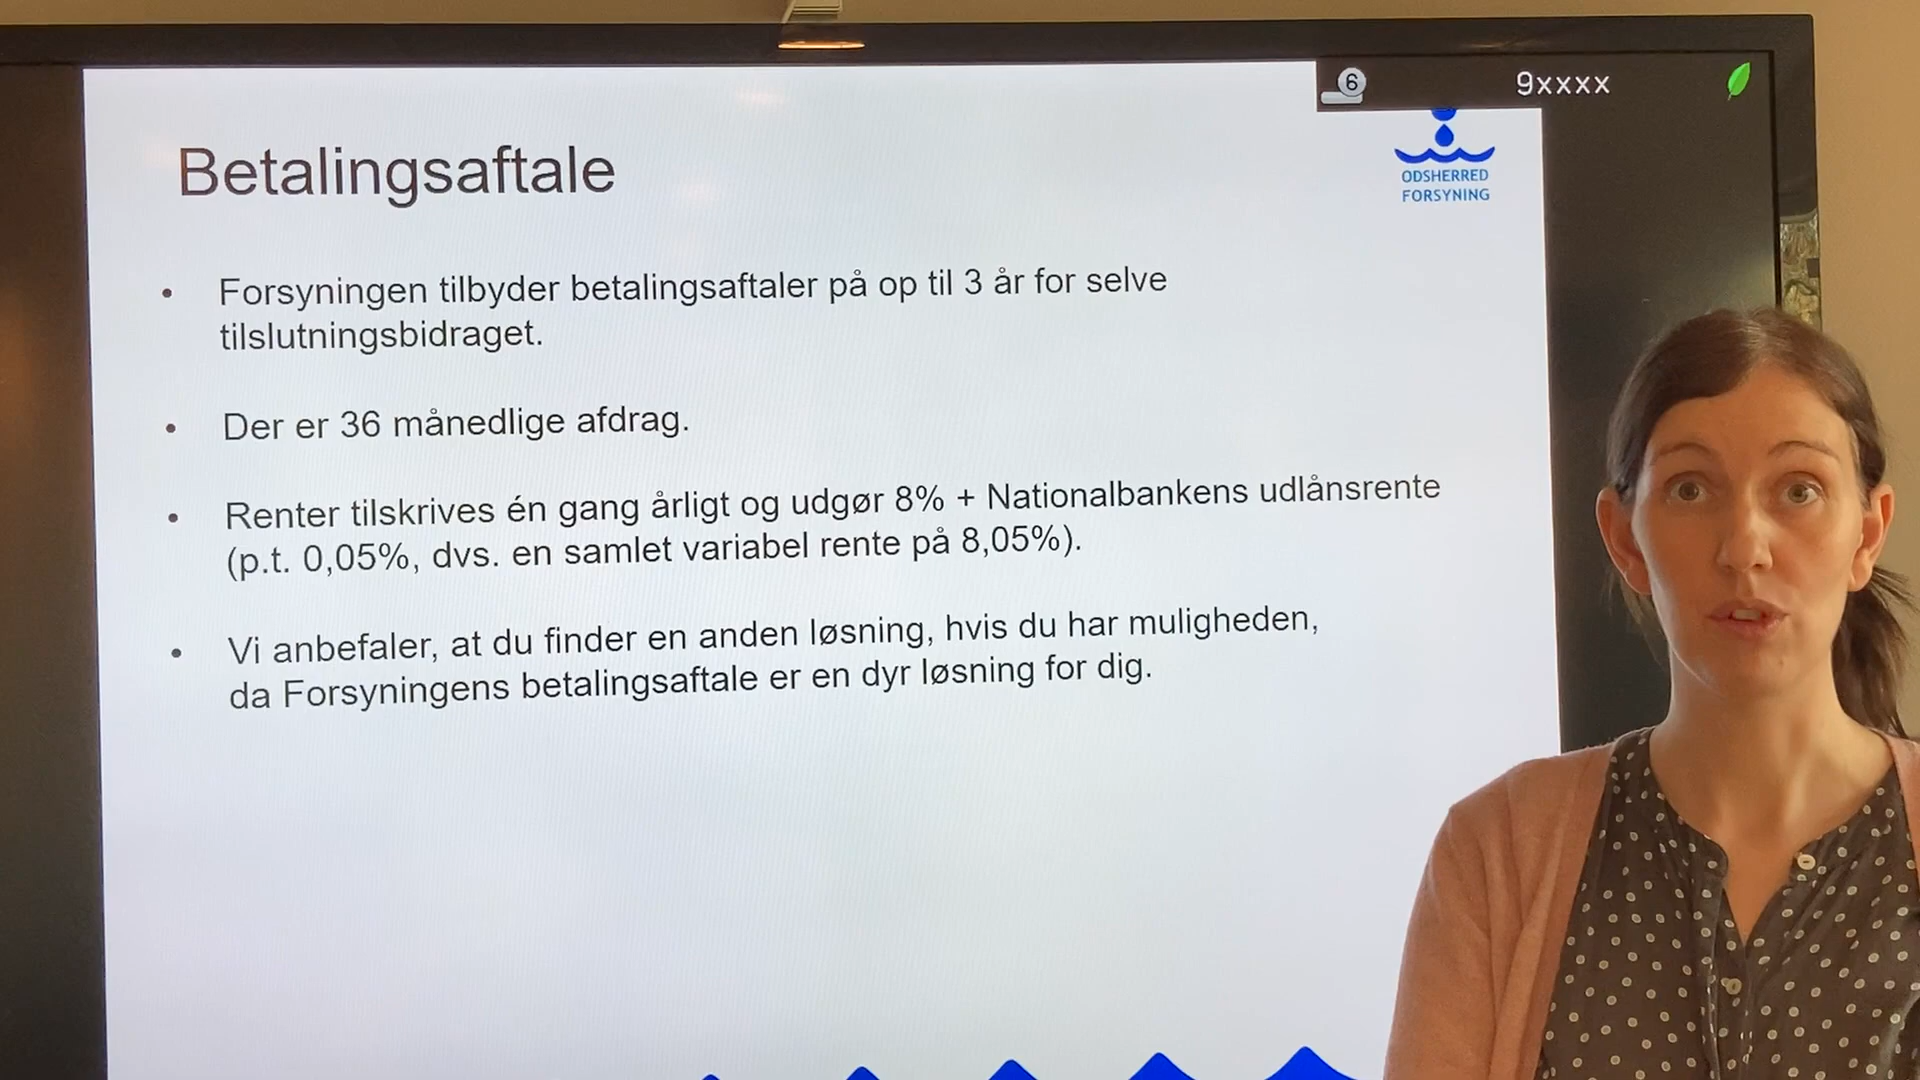 6
9xxxx
ODSHERRED
FORSYNING
Betalingsaftale
• Forsyningen tilbyder betalingsaftaler på op til 3 år for selve
tilslutningsbidraget.
• Der er 36 månedlige afdrag.
• Renter tilskrives én gang årligt og udgør 8% + Nationalbankens udlånsrente
(p.t. 0,05%, dvs. en samlet variabel rente på 8,05%).
• Vi anbefaler, at du finder en anden løsning, hvis du har muligheden,
da Forsyningens betalingsaftale er en dyr løsning for dig.